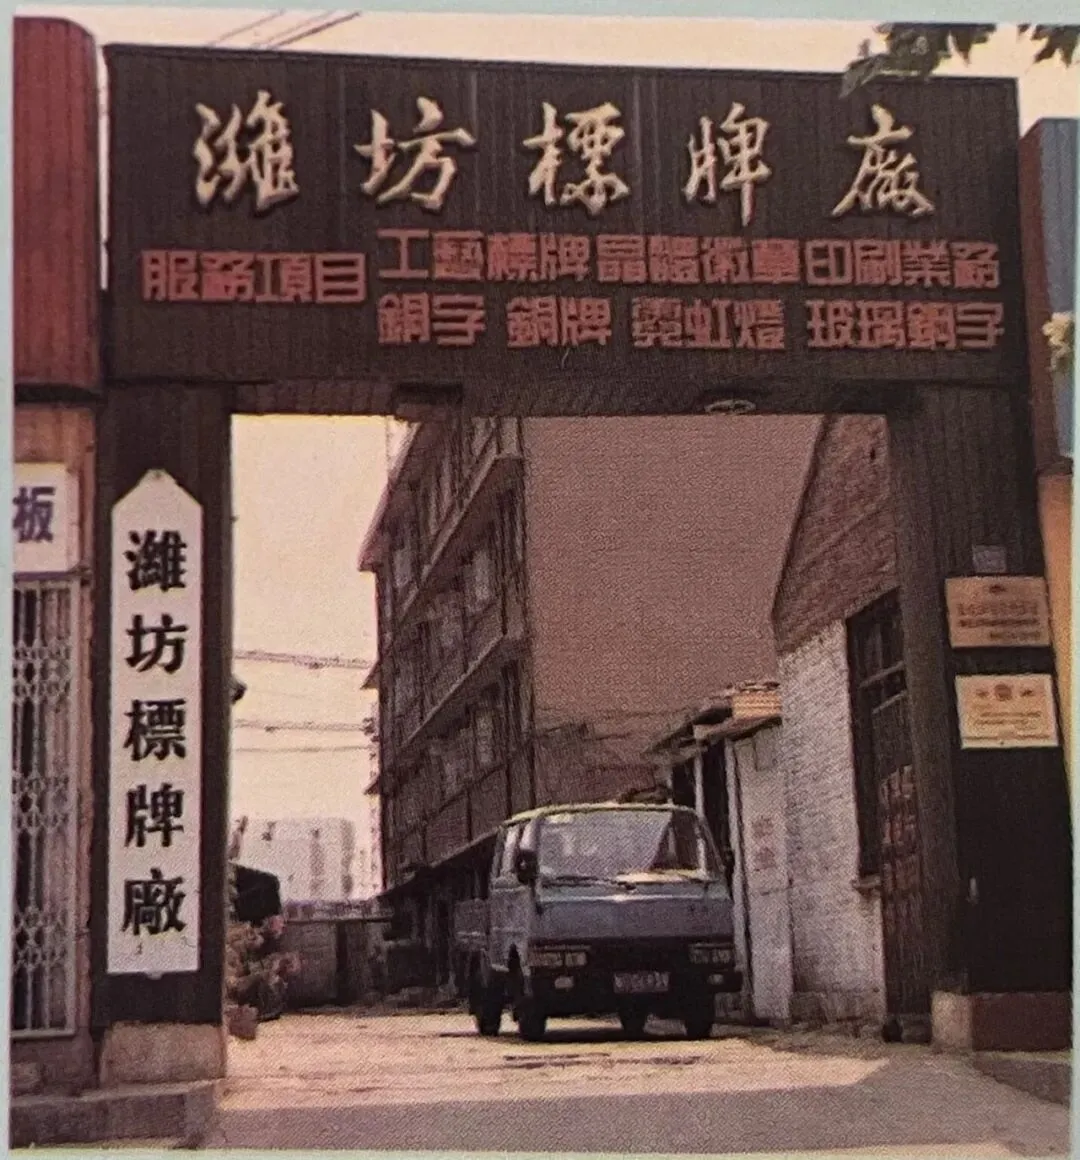 濰坊標牌廠
服務項目
工藝標牌 晶體徽章 印刷業務
銅字 銅牌 霓虹燈 玻璃鋼字
濰坊標牌廠
板